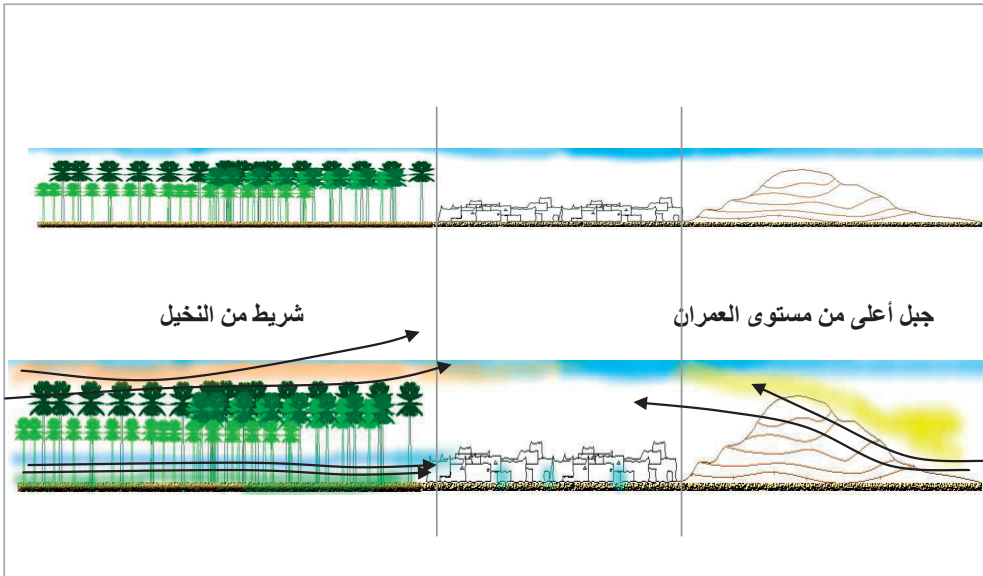 جبل أعلى من مستوى العمران
شريط من النخيل